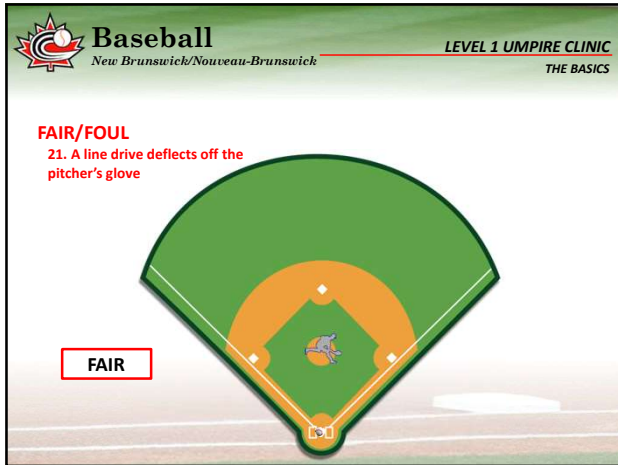 Baseball
New Brunswick/Nouveau-Brunswick
LEVEL 1 UMPIRE CLINIC
THE BASICS
FAIR/FOUL
21. A line drive deflects off the
pitcher's glove
FAIR